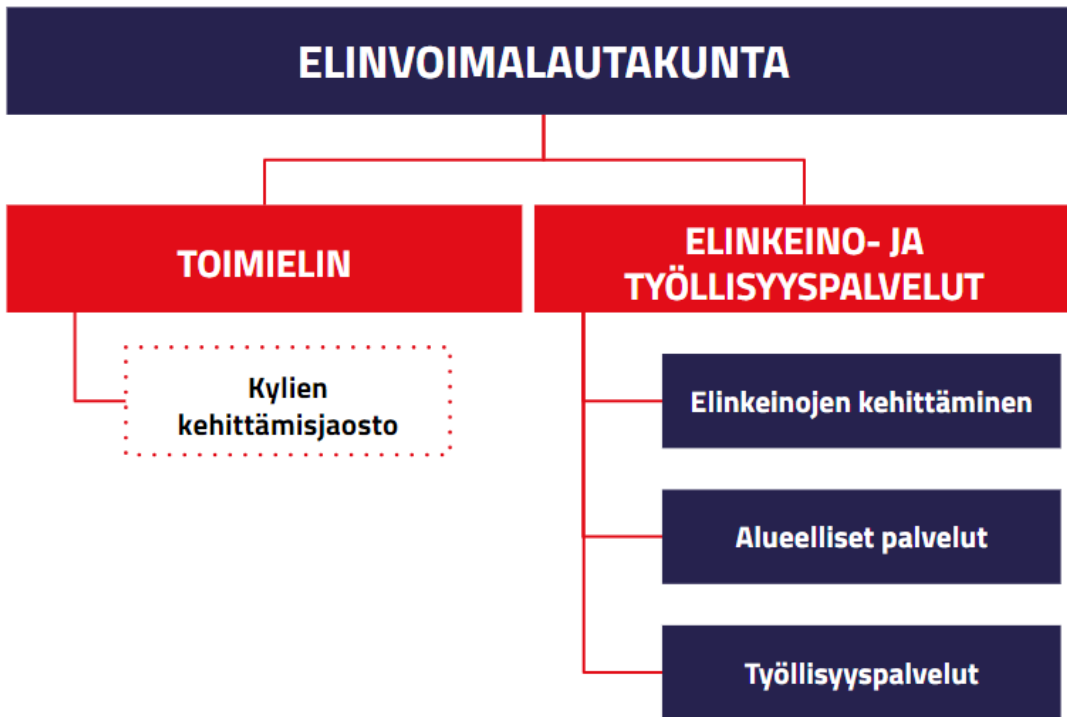 ELINVOIMALAUTAKUNTA
TOIMIELIN
ELINKEINO- JA
TYÖLLISYYSPALVELUT
Kylien
kehittämisjaosto
Elinkeinojen kehittäminen
Alueelliset palvelut
Työllisyyspalvelut